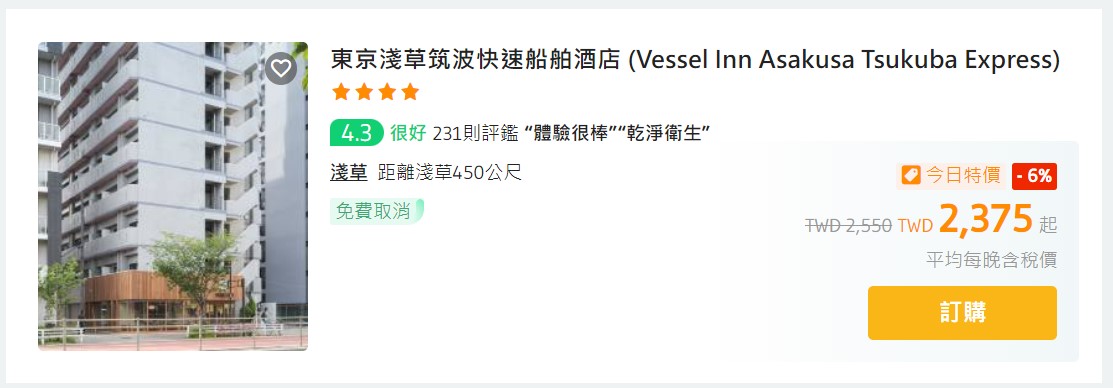 東京淺草筑波快速船舶酒店 (Vessel Inn Asakusa Tsukuba Express)
4.3 很好 231則評鑑 “體驗很棒”“乾淨衛生”
淺草 距離淺草450公尺
免費取消
今日特價 - 6%
TWD 2,550 TWD 2,375 起
平均每晚含稅價
訂購